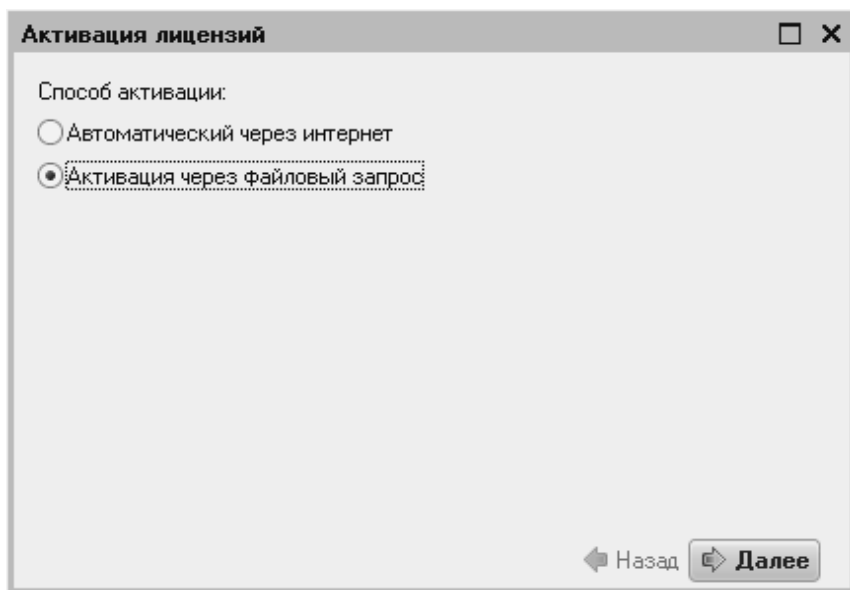 Активация лицензий
Способ активации:
Автоматический через интернет
Активация через файловый запрос
Назад Далее